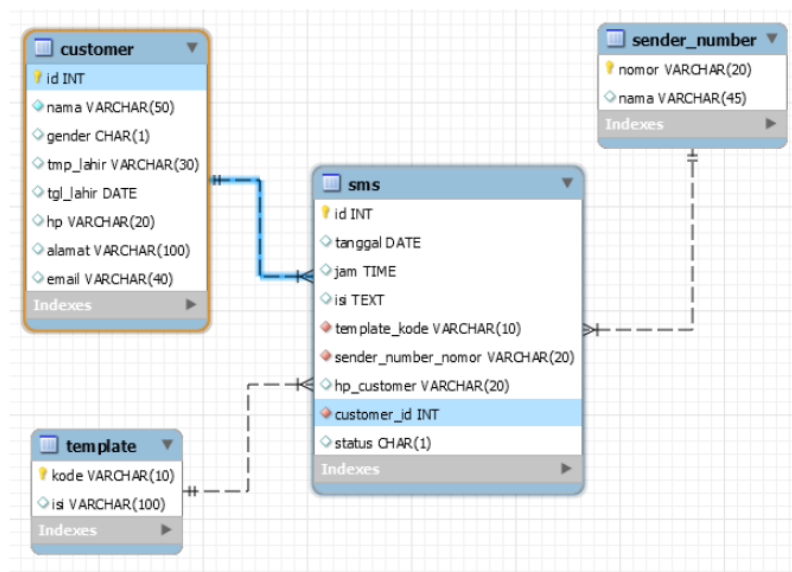 customer
id INT
nama VARCHAR(50)
gender CHAR(1)
tmp_lahir VARCHAR(30)
tgl_lahir DATE
hp VARCHAR(20)
alamat VARCHAR(100)
email VARCHAR(40)
Indexes
sender_number
nomor VARCHAR(20)
nama VARCHAR(45)
Indexes
sms
id INT
tanggal DATE
jam TIME
isi TEXT
template_kode VARCHAR(10)
sender_number_nomor VARCHAR(20)
hp_customer VARCHAR(20)
customer_id INT
status CHAR(1)
Indexes
template
kode VARCHAR(10)
isi VARCHAR(100)
Indexes